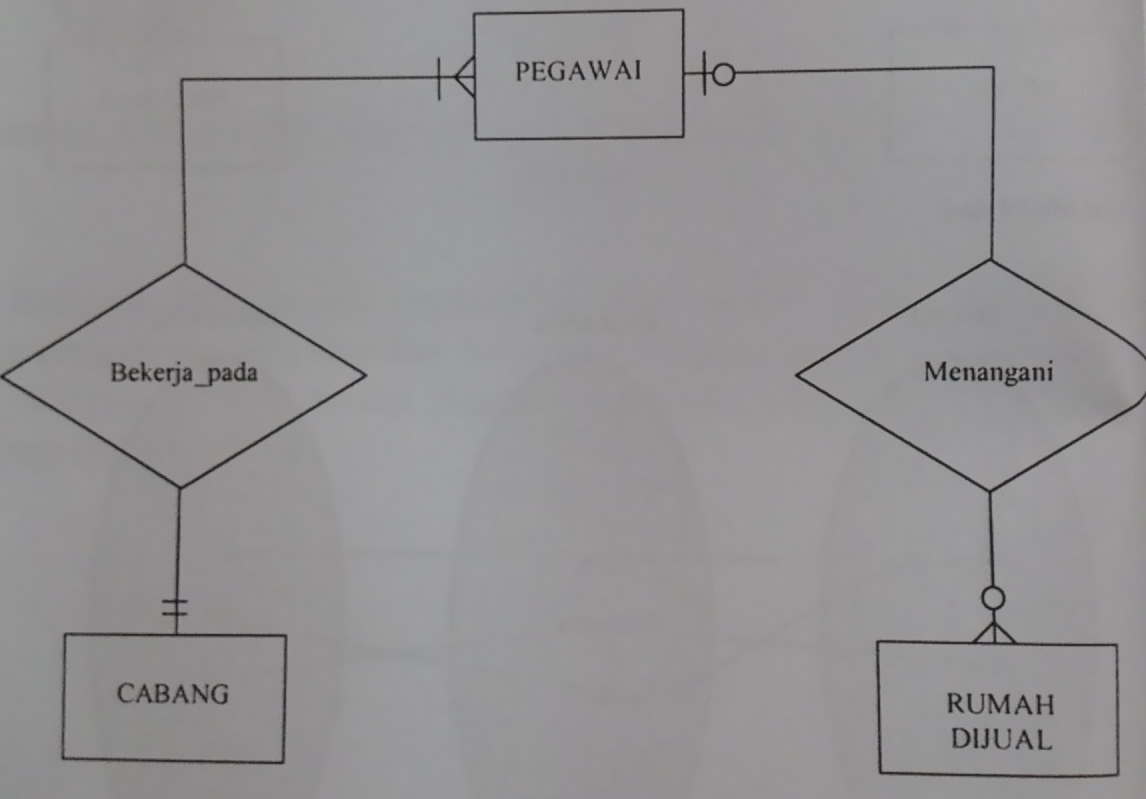 PEGAWAI
Bekerja_pada
Menangani
CABANG
RUMAH
DIJUAL